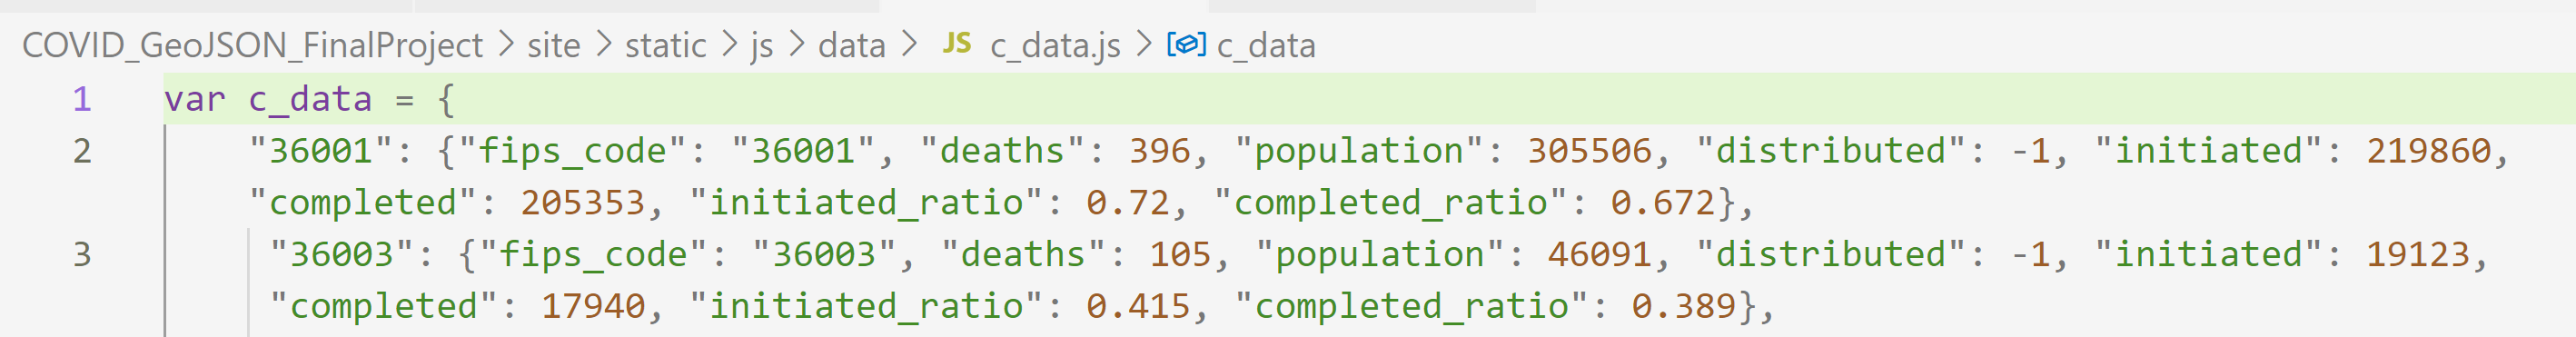 COVID_GeoJSON_FinalProject > site > static > js > data > JS c_data.js > c_data
1 var c_data = {
2 "36001": {"fips_code": "36001", "deaths": 396, "population": 305506, "distributed": -1, "initiated": 219860,
"completed": 205353, "initiated_ratio": 0.72, "completed_ratio": 0.672},
3 "36003": {"fips_code": "36003", "deaths": 105, "population": 46091, "distributed": -1, "initiated": 19123,
"completed": 17940, "initiated_ratio": 0.415, "completed_ratio": 0.389},